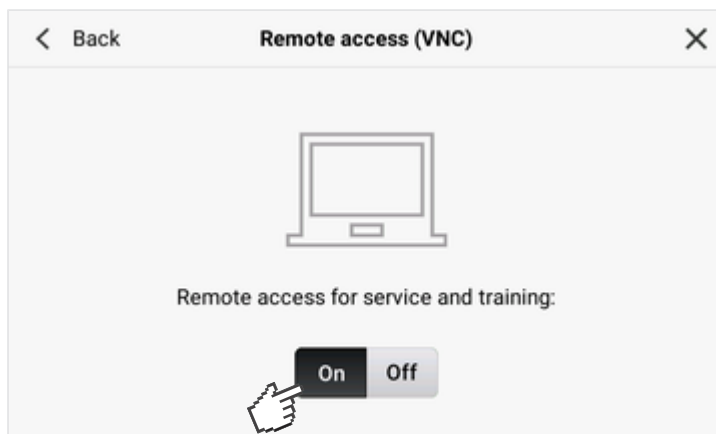 Back Remote access (VNC)
Remote access for service and training:
On Off